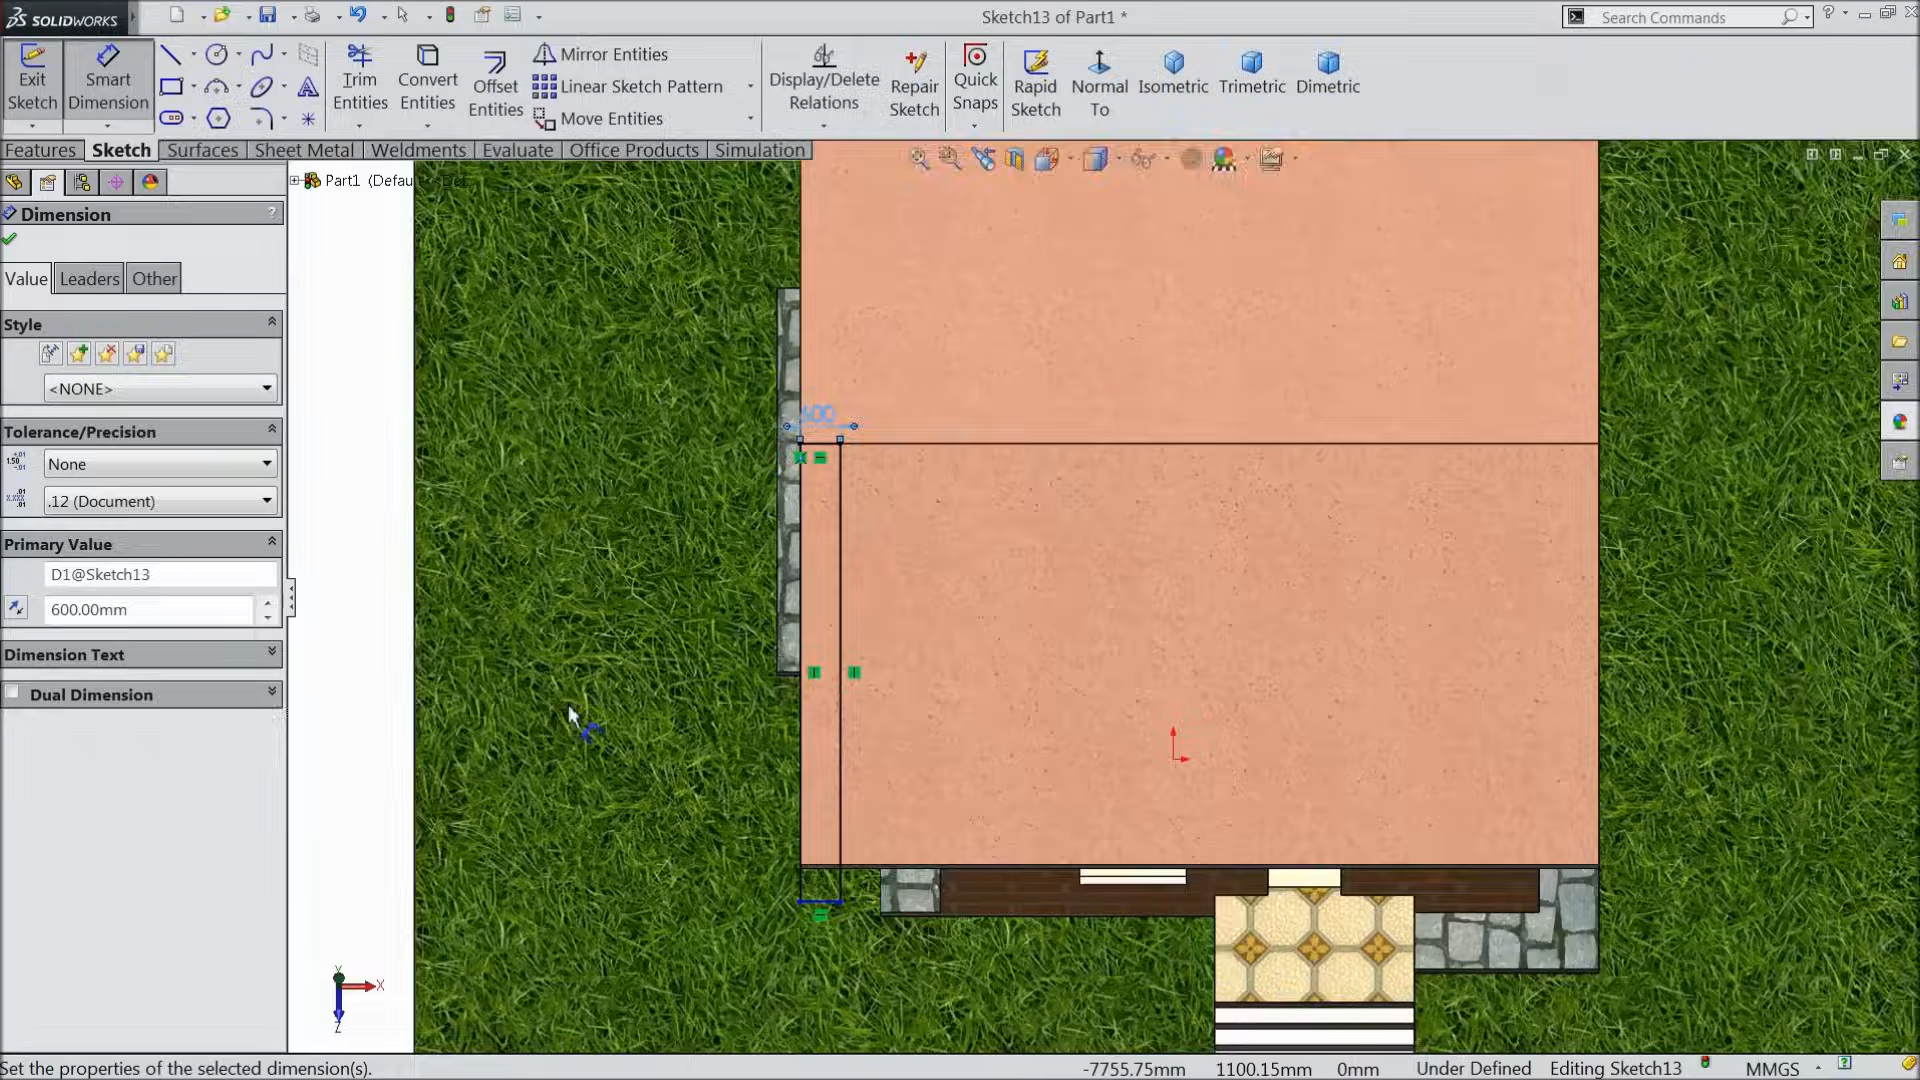 SOLIDWORKS
Sketch13 of Part1 *
Search Commands
Exit Sketch
Smart Dimension
Trim Entities
Convert Entities
Offset Entities
Mirror Entities
Linear Sketch Pattern
Move Entities
Display/Delete Relations
Repair Sketch
Quick Snaps
Rapid Sketch
Normal To
Isometric
Trimetric
Dimetric
Features
Sketch
Surfaces
Sheet Metal
Weldments
Evaluate
Office Products
Simulation
Part1 (Defau
Dimension
?
Value
Leaders
Other
Style
<NONE>
Tolerance/Precision
None
.12 (Document)
Primary Value
D1@Sketch13
600.00mm
Dimension Text
Dual Dimension
600
Y
X
Z
Set the properties of the selected dimension(s).
-7755.75mm
1100.15mm
0mm
Under Defined
Editing Sketch13
MMGS